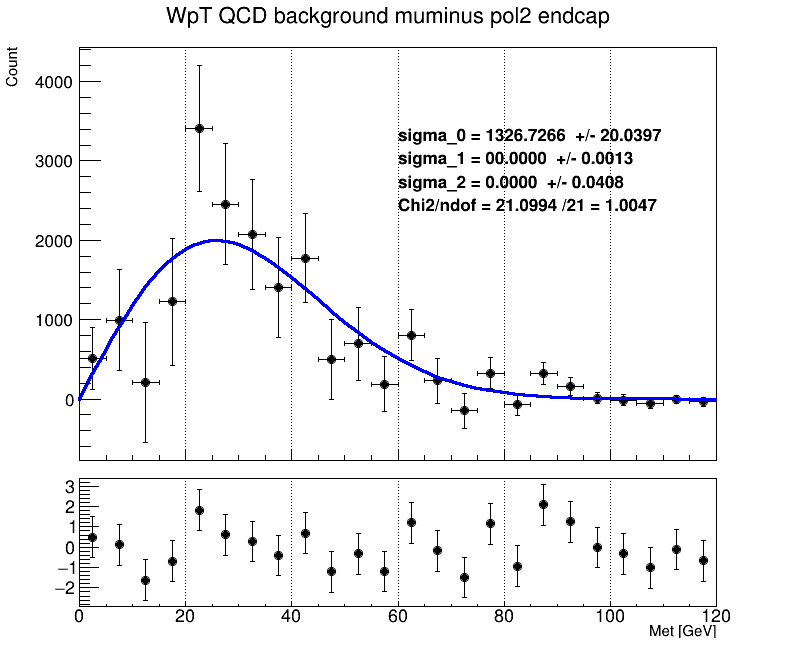 WpT QCD background muminus pol2 endcap
Count
4000
3000
2000
1000
0
sigma_0 = 1326.7266 +/- 20.0397
sigma_1 = 00.0000 +/- 0.0013
sigma_2 = 0.0000 +/- 0.0408
Chi2/ndof = 21.0994 /21 = 1.0047
3
2
1
0
−1
−2
0 20 40 60 80 100 120
Met [GeV]